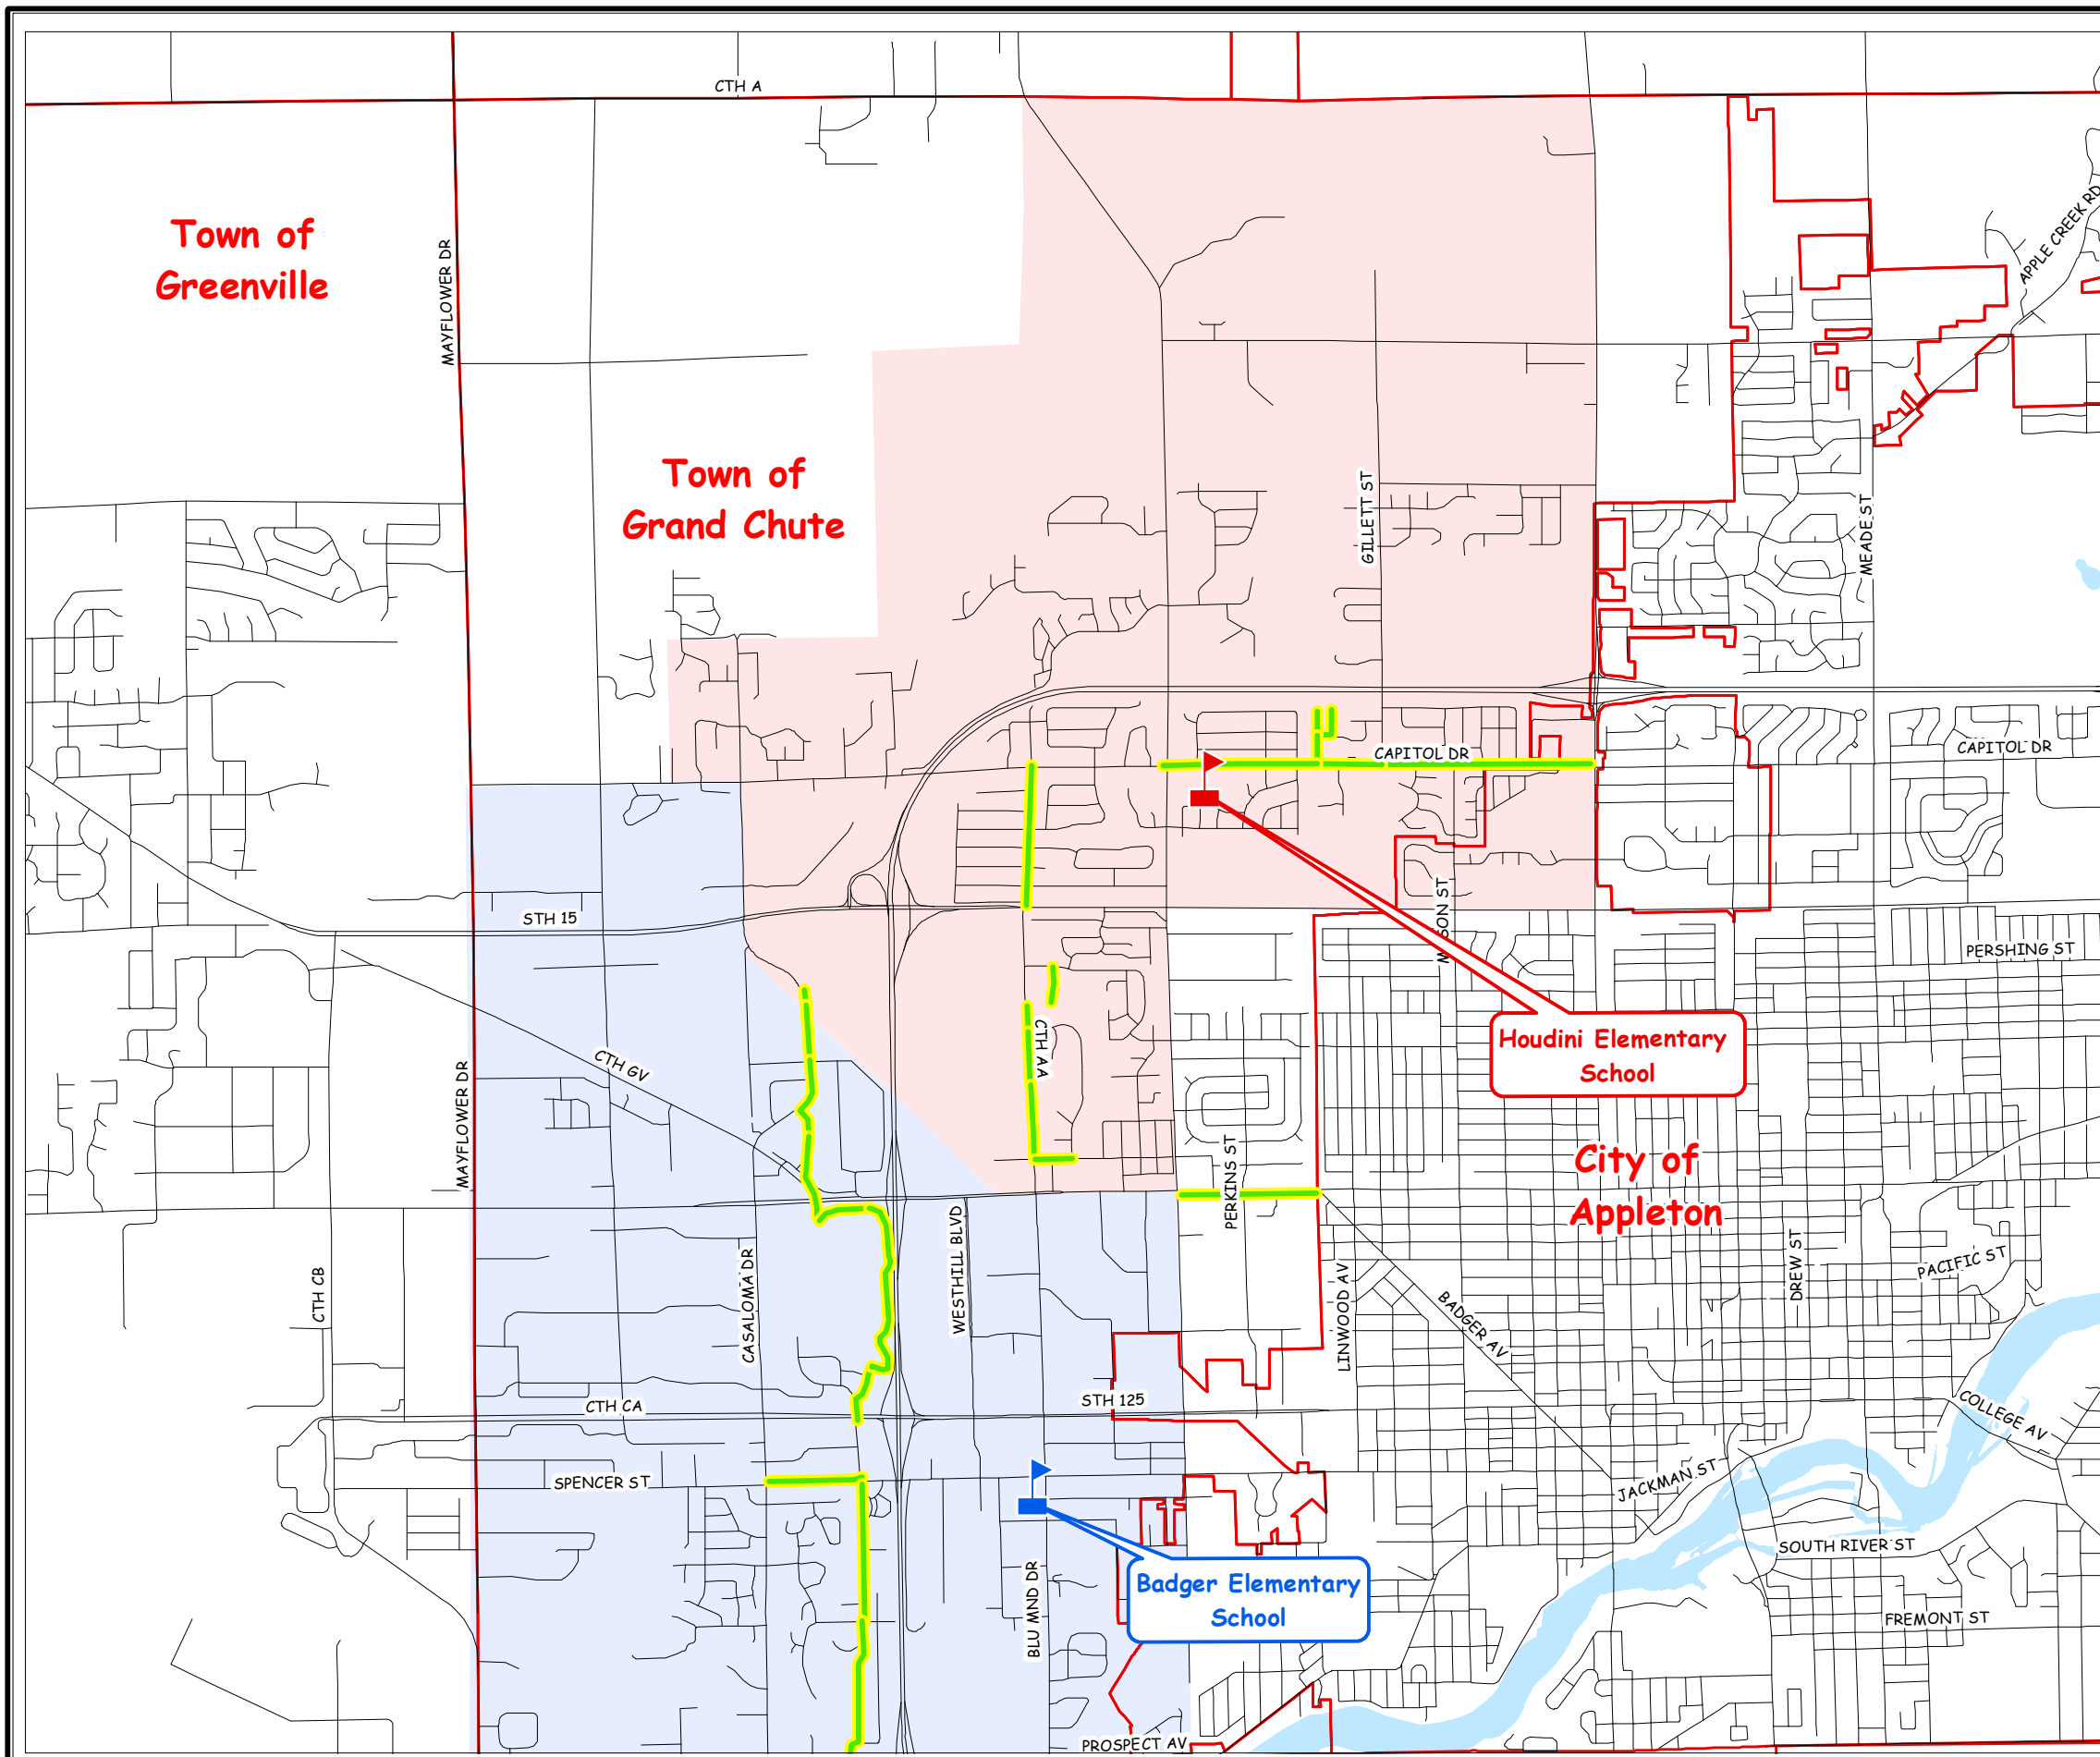 CTH A
Town of
Greenville
MAYFLOWER DR
APPLE CREEK RD
Town of
Grand Chute
GILLETT ST
MEADE ST
CAPITOL DR
CAPITOL DR
STH 15
PERSHING ST
CTH GV
CTH AA
Houdini Elementary
School
MAYFLOWER DR
PERKINS ST
City of
Appleton
CTH CB
CASALOMA DR
WESTHILL BLVD
LINWOOD AV
BADGER AV
DREW ST
PACIFIC ST
CTH CA
STH 125
COLLEGE AV
SPENCER ST
JACKMAN ST
SOUTH RIVER ST
BLU MND DR
Badger Elementary
School
FREMONT ST
PROSPECT AV